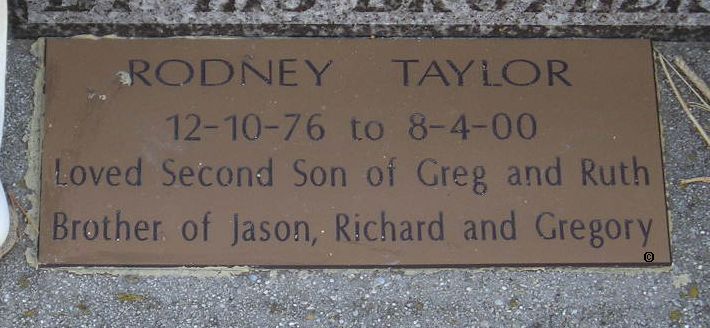 RODNEY TAYLOR
12-10-76 to 8-4-00
Loved Second Son of Greg and Ruth
Brother of Jason, Richard and Gregory
©